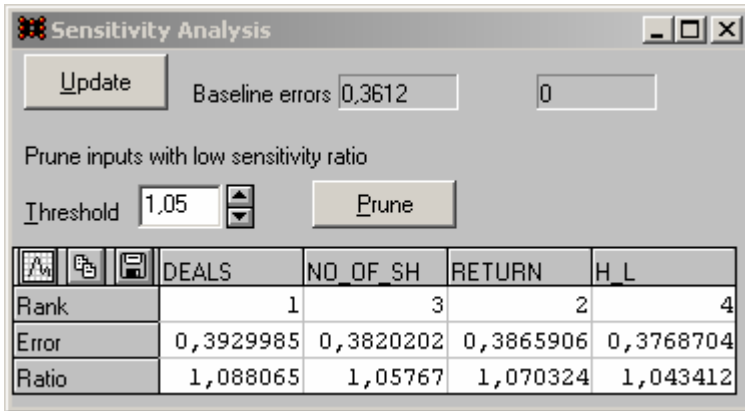 Sensitivity Analysis
Update Baseline errors 0,3612 0
Prune inputs with low sensitivity ratio
Threshold 1,05 Prune
DEALS NO_OF_SH RETURN H_L
Rank 1 3 2 4
Error 0,3929985 0,3820202 0,3865906 0,3768704
Ratio 1,088065 1,05767 1,070324 1,043412